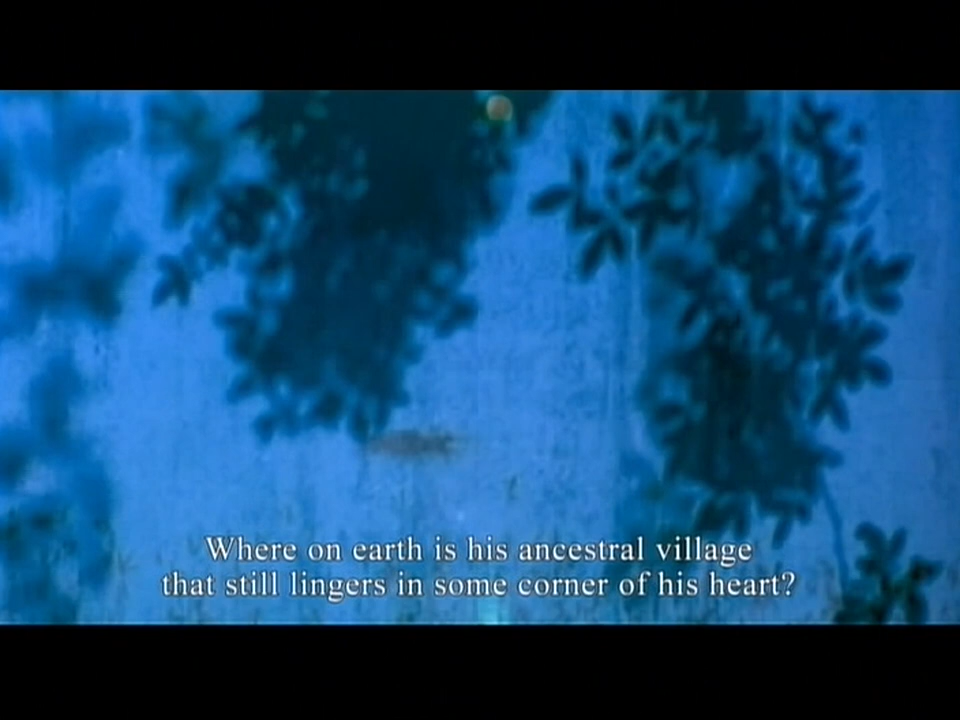 Where on earth is his ancestral village
that still lingers in some corner of his heart?